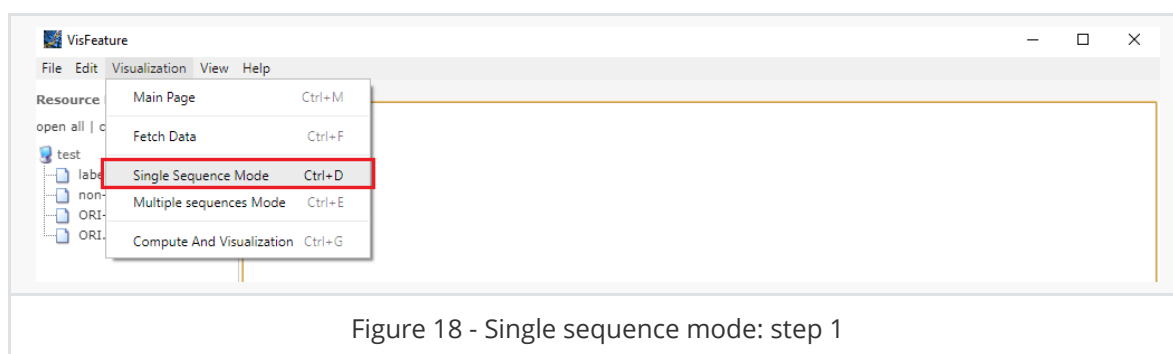 VisFeature
File Edit Visualization View Help
Resource
Main Page Ctrl+M
open all | c
Fetch Data Ctrl+F
test
labe
Single Sequence Mode Ctrl+D
non-
Multiple sequences Mode Ctrl+E
ORI-
ORI.
Compute And Visualization Ctrl+G
Figure 18 - Single sequence mode: step 1